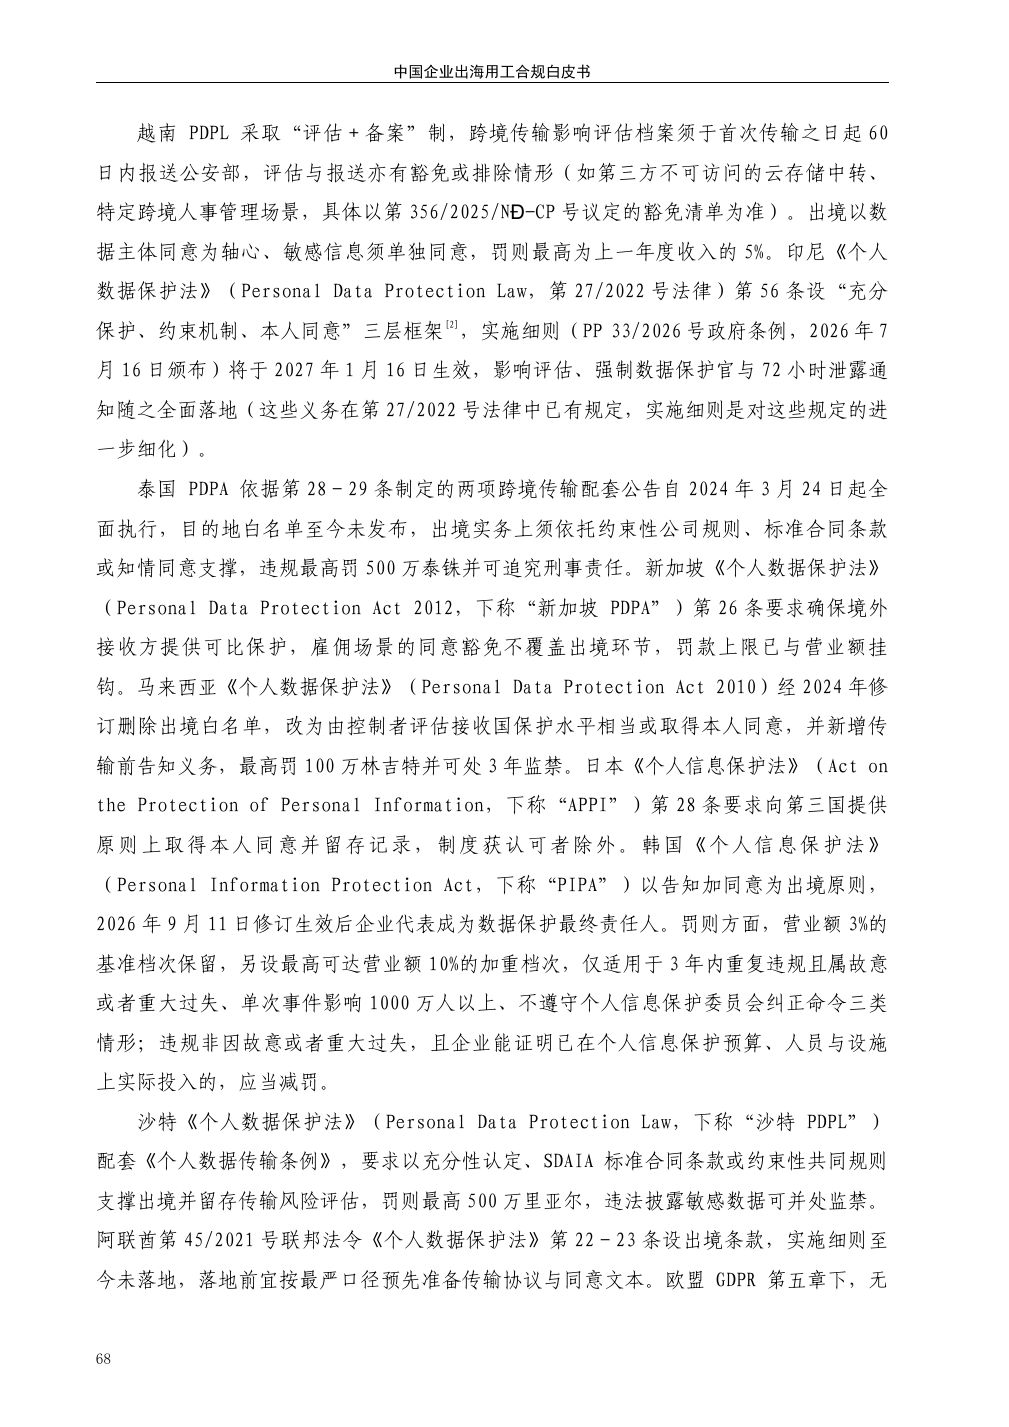 中国企业出海用工合规白皮书
越南 PDPL 采取“评估+备案”制，跨境传输影响评估档案须于首次传输之日起 60
日内报送公安部，评估与报送亦有豁免或排除情形（如第三方不可访问的云存储中转、
特定跨境人事管理场景，具体以第 356/2025/NĐ-CP 号议定的豁免清单为准）。出境以数
据主体同意为轴心、敏感信息须单独同意，罚则最高为上一年度收入的 5%。印尼《个人
数据保护法》（Personal Data Protection Law，第 27/2022 号法律）第 56 条设“充分
保护、约束机制、本人同意”三层框架[2]，实施细则（PP 33/2026 号政府条例，2026 年 7
月 16 日颁布）将于 2027 年 1 月 16 日生效，影响评估、强制数据保护官与 72 小时泄露通
知随之全面落地（这些义务在第 27/2022 号法律中已有规定，实施细则是对这些规定的进
一步细化）。
泰国 PDPA 依据第 28－29 条制定的两项跨境传输配套公告自 2024 年 3 月 24 日起全
面执行，目的地白名单至今未发布，出境实务上须依托约束性公司规则、标准合同条款
或知情同意支撑，违规最高罚 500 万泰铢并可追究刑事责任。新加坡《个人数据保护法》
（Personal Data Protection Act 2012，下称“新加坡 PDPA”）第 26 条要求确保境外
接收方提供可比保护，雇佣场景的同意豁免不覆盖出境环节，罚款上限已与营业额挂
钩。马来西亚《个人数据保护法》（Personal Data Protection Act 2010）经 2024 年修
订删除出境白名单，改为由控制者评估接收国保护水平相当或取得本人同意，并新增传
输前告知义务，最高罚 100 万林吉特并可处 3 年监禁。日本《个人信息保护法》（Act on
the Protection of Personal Information，下称“APPI”）第 28 条要求向第三国提供
原则上取得本人同意并留存记录，制度获认可者除外。韩国《个人信息保护法》
（Personal Information Protection Act，下称“PIPA”）以告知加同意为出境原则，
2026 年 9 月 11 日修订生效后企业代表成为数据保护最终责任人。罚则方面，营业额 3%的
基准档次保留，另设最高可达营业额 10%的加重档次，仅适用于 3 年内重复违规且属故意
或者重大过失、单次事件影响 1000 万人以上、不遵守个人信息保护委员会纠正命令三类
情形；违规非因故意或者重大过失，且企业能证明已在个人信息保护预算、人员与设施
上实际投入的，应当减罚。
沙特《个人数据保护法》（Personal Data Protection Law，下称“沙特 PDPL”）
配套《个人数据传输条例》，要求以充分性认定、SDAIA 标准合同条款或约束性共同规则
支撑出境并留存传输风险评估，罚则最高 500 万里亚尔，违法披露敏感数据可并处监禁。
阿联酋第 45/2021 号联邦法令《个人数据保护法》第 22－23 条设出境条款，实施细则至
今未落地，落地前宜按最严口径预先准备传输协议与同意文本。欧盟 GDPR 第五章下，无
68